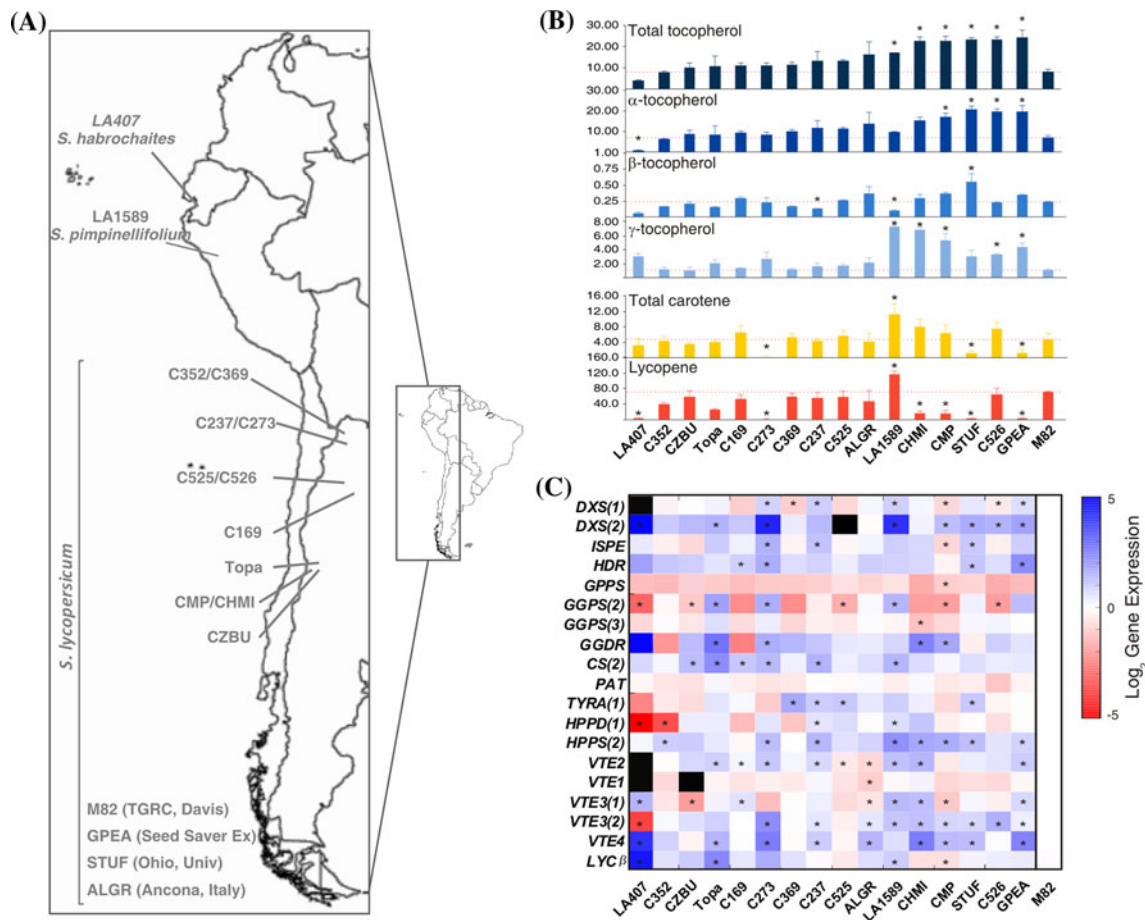 (A)
LA407
S. habrochaites
LA1589
S. pimpinellifolium
S. lycopersicum
C352/C369
C237/C273
C525/C526
C169
Topa
CMP/CHMI
CZBU
M82 (TGRC, Davis)
GPEA (Seed Saver Ex)
STUF (Ohio, Univ)
ALGR (Ancona, Italy)
(B)
30.00
Total tocopherol
20.00
10.00
30.00
α-tocopherol
20.00
10.00
1.00
β-tocopherol
0.75
0.50
0.25
8.00
γ-tocopherol
6.00
4.00
2.00
16.00
Total carotene
12.00
8.00
4.00
160.0
Lycopene
120.0
80.0
40.0
LA407 C352 CZBU Topa C169 C273 C369 C237 C525 ALGR LA1589 CHMI CMP STUF C526 GPEA M82
(C)
DXS(1)
DXS(2)
ISPE
HDR
GPPS
GGPS(2)
GGPS(3)
GGDR
CS(2)
PAT
TYRA(1)
HPPD(1)
HPPS(2)
VTE2
VTE1
VTE3(1)
VTE3(2)
VTE4
LYCβ
LA407 C352 CZBU Topa C169 C273 C369 C237 C525 ALGR LA1589 CHMI CMP STUF C526 GPEA M82
5
0
-5
Log2 Gene Expression